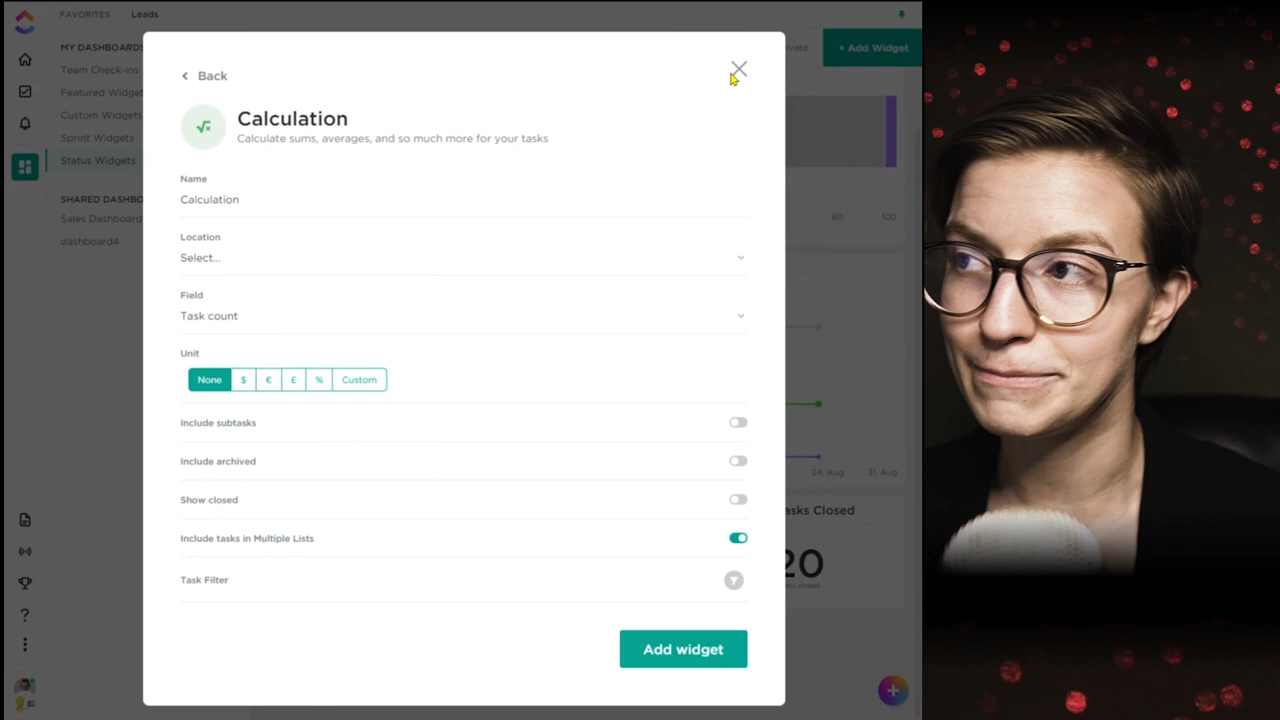 FAVORITES Leads
MY DASHBOARDS
Team Check-ins
Featured Widget
Custom Widgets
Sprint Widgets
Status Widgets
SHARED DASHBO
Sales Dashboard
dashboard4
+ Add Widget
Back
Calculation
Calculate sums, averages, and so much more for your tasks
Name
Calculation
Location
Select...
Field
Task count
Unit
None $ € £ % Custom
Include subtasks
Include archived
Show closed
Include tasks in Multiple Lists
Task Filter
Add widget
80 100
24. Aug 31. Aug
asks Closed
20